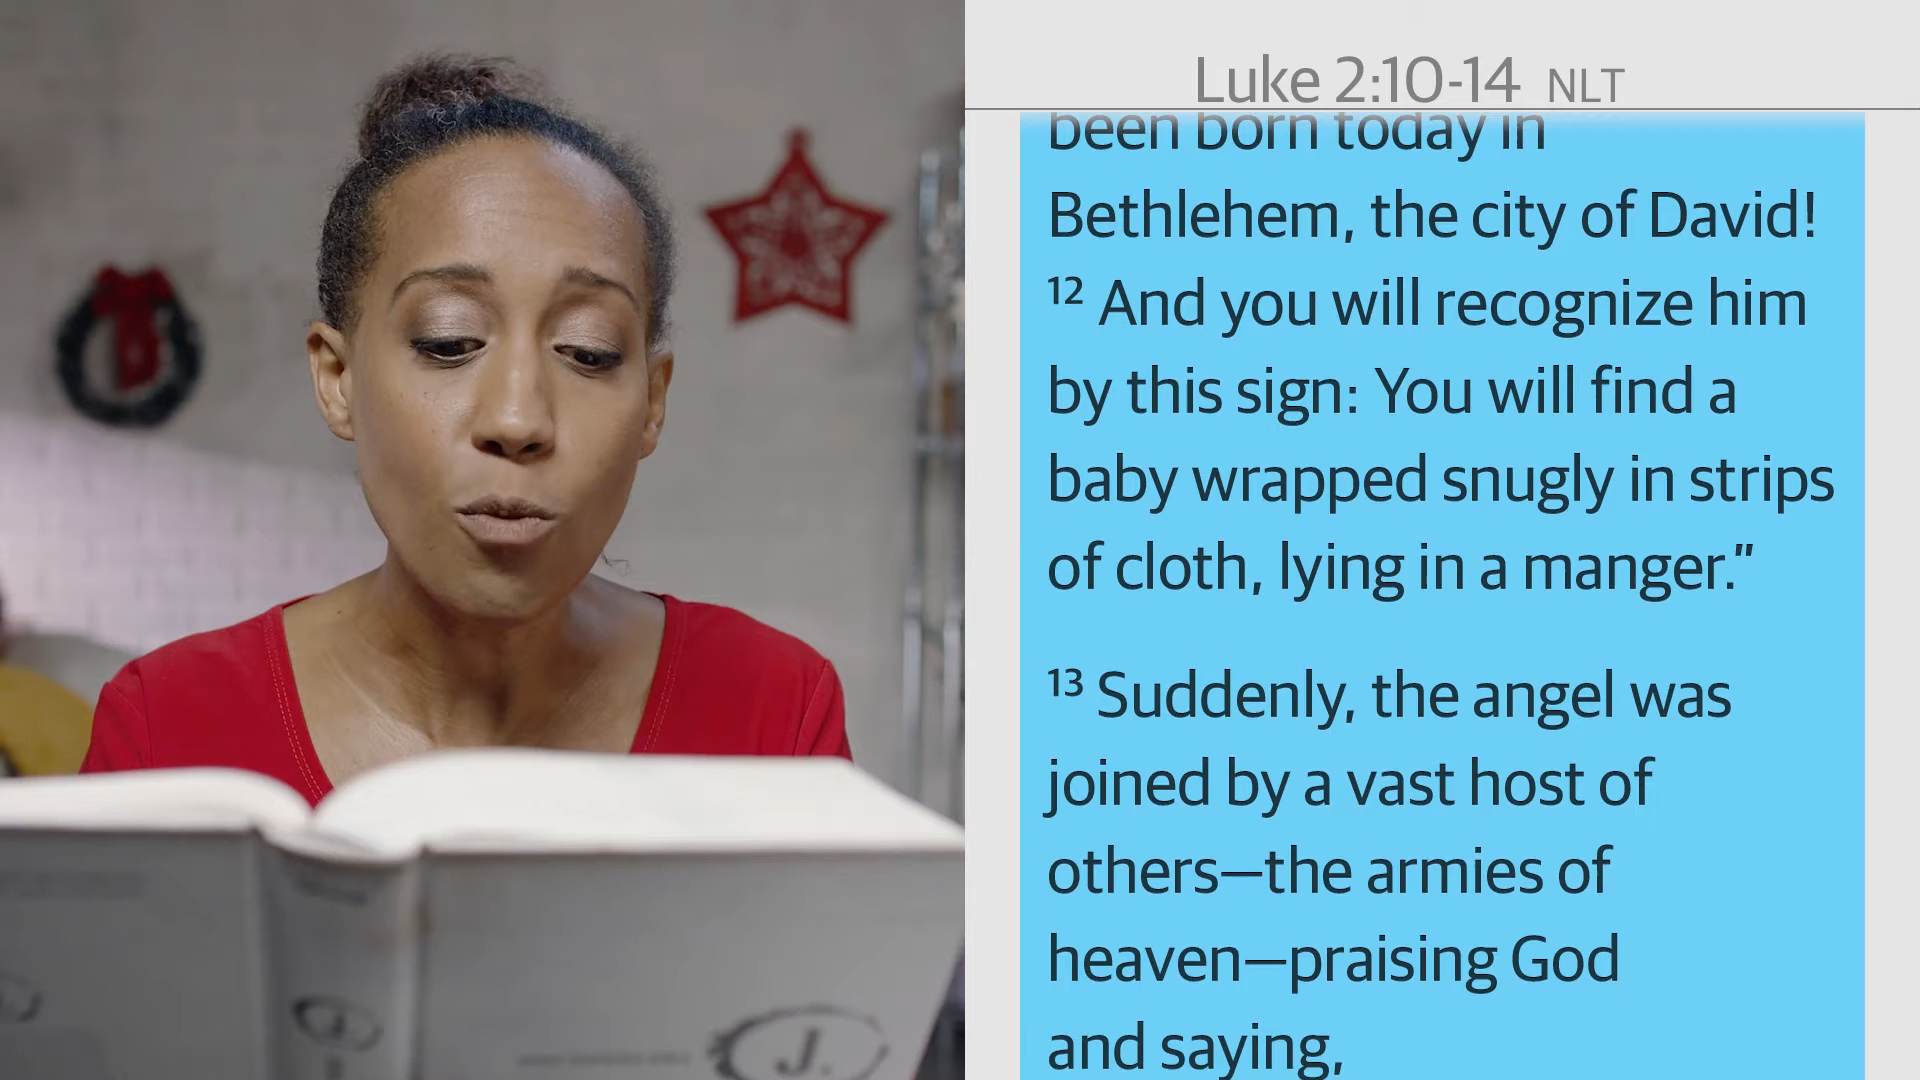 Luke 2:10-14 NLT
been born today in
Bethlehem, the city of David!
12 And you will recognize him
by this sign: You will find a
baby wrapped snugly in strips
of cloth, lying in a manger.”
13 Suddenly, the angel was
joined by a vast host of
others—the armies of
heaven—praising God
and saying,
J.